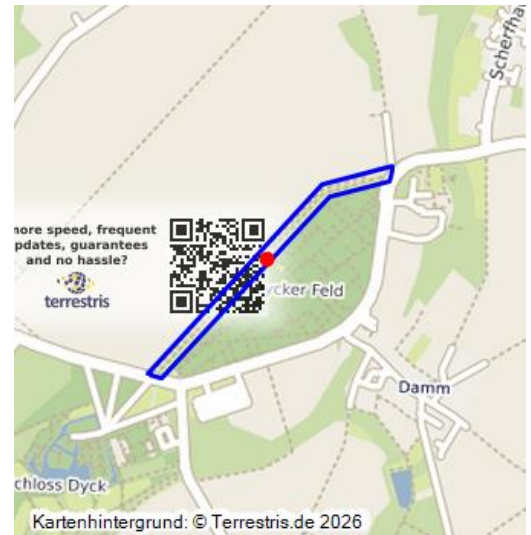 Scherfha
more speed, frequent
pdates, guarantees
and no hassle?
terrestris
ycker Feld
Damm
chloss Dyck
Kartenhintergrund: © Terrestris.de 2026